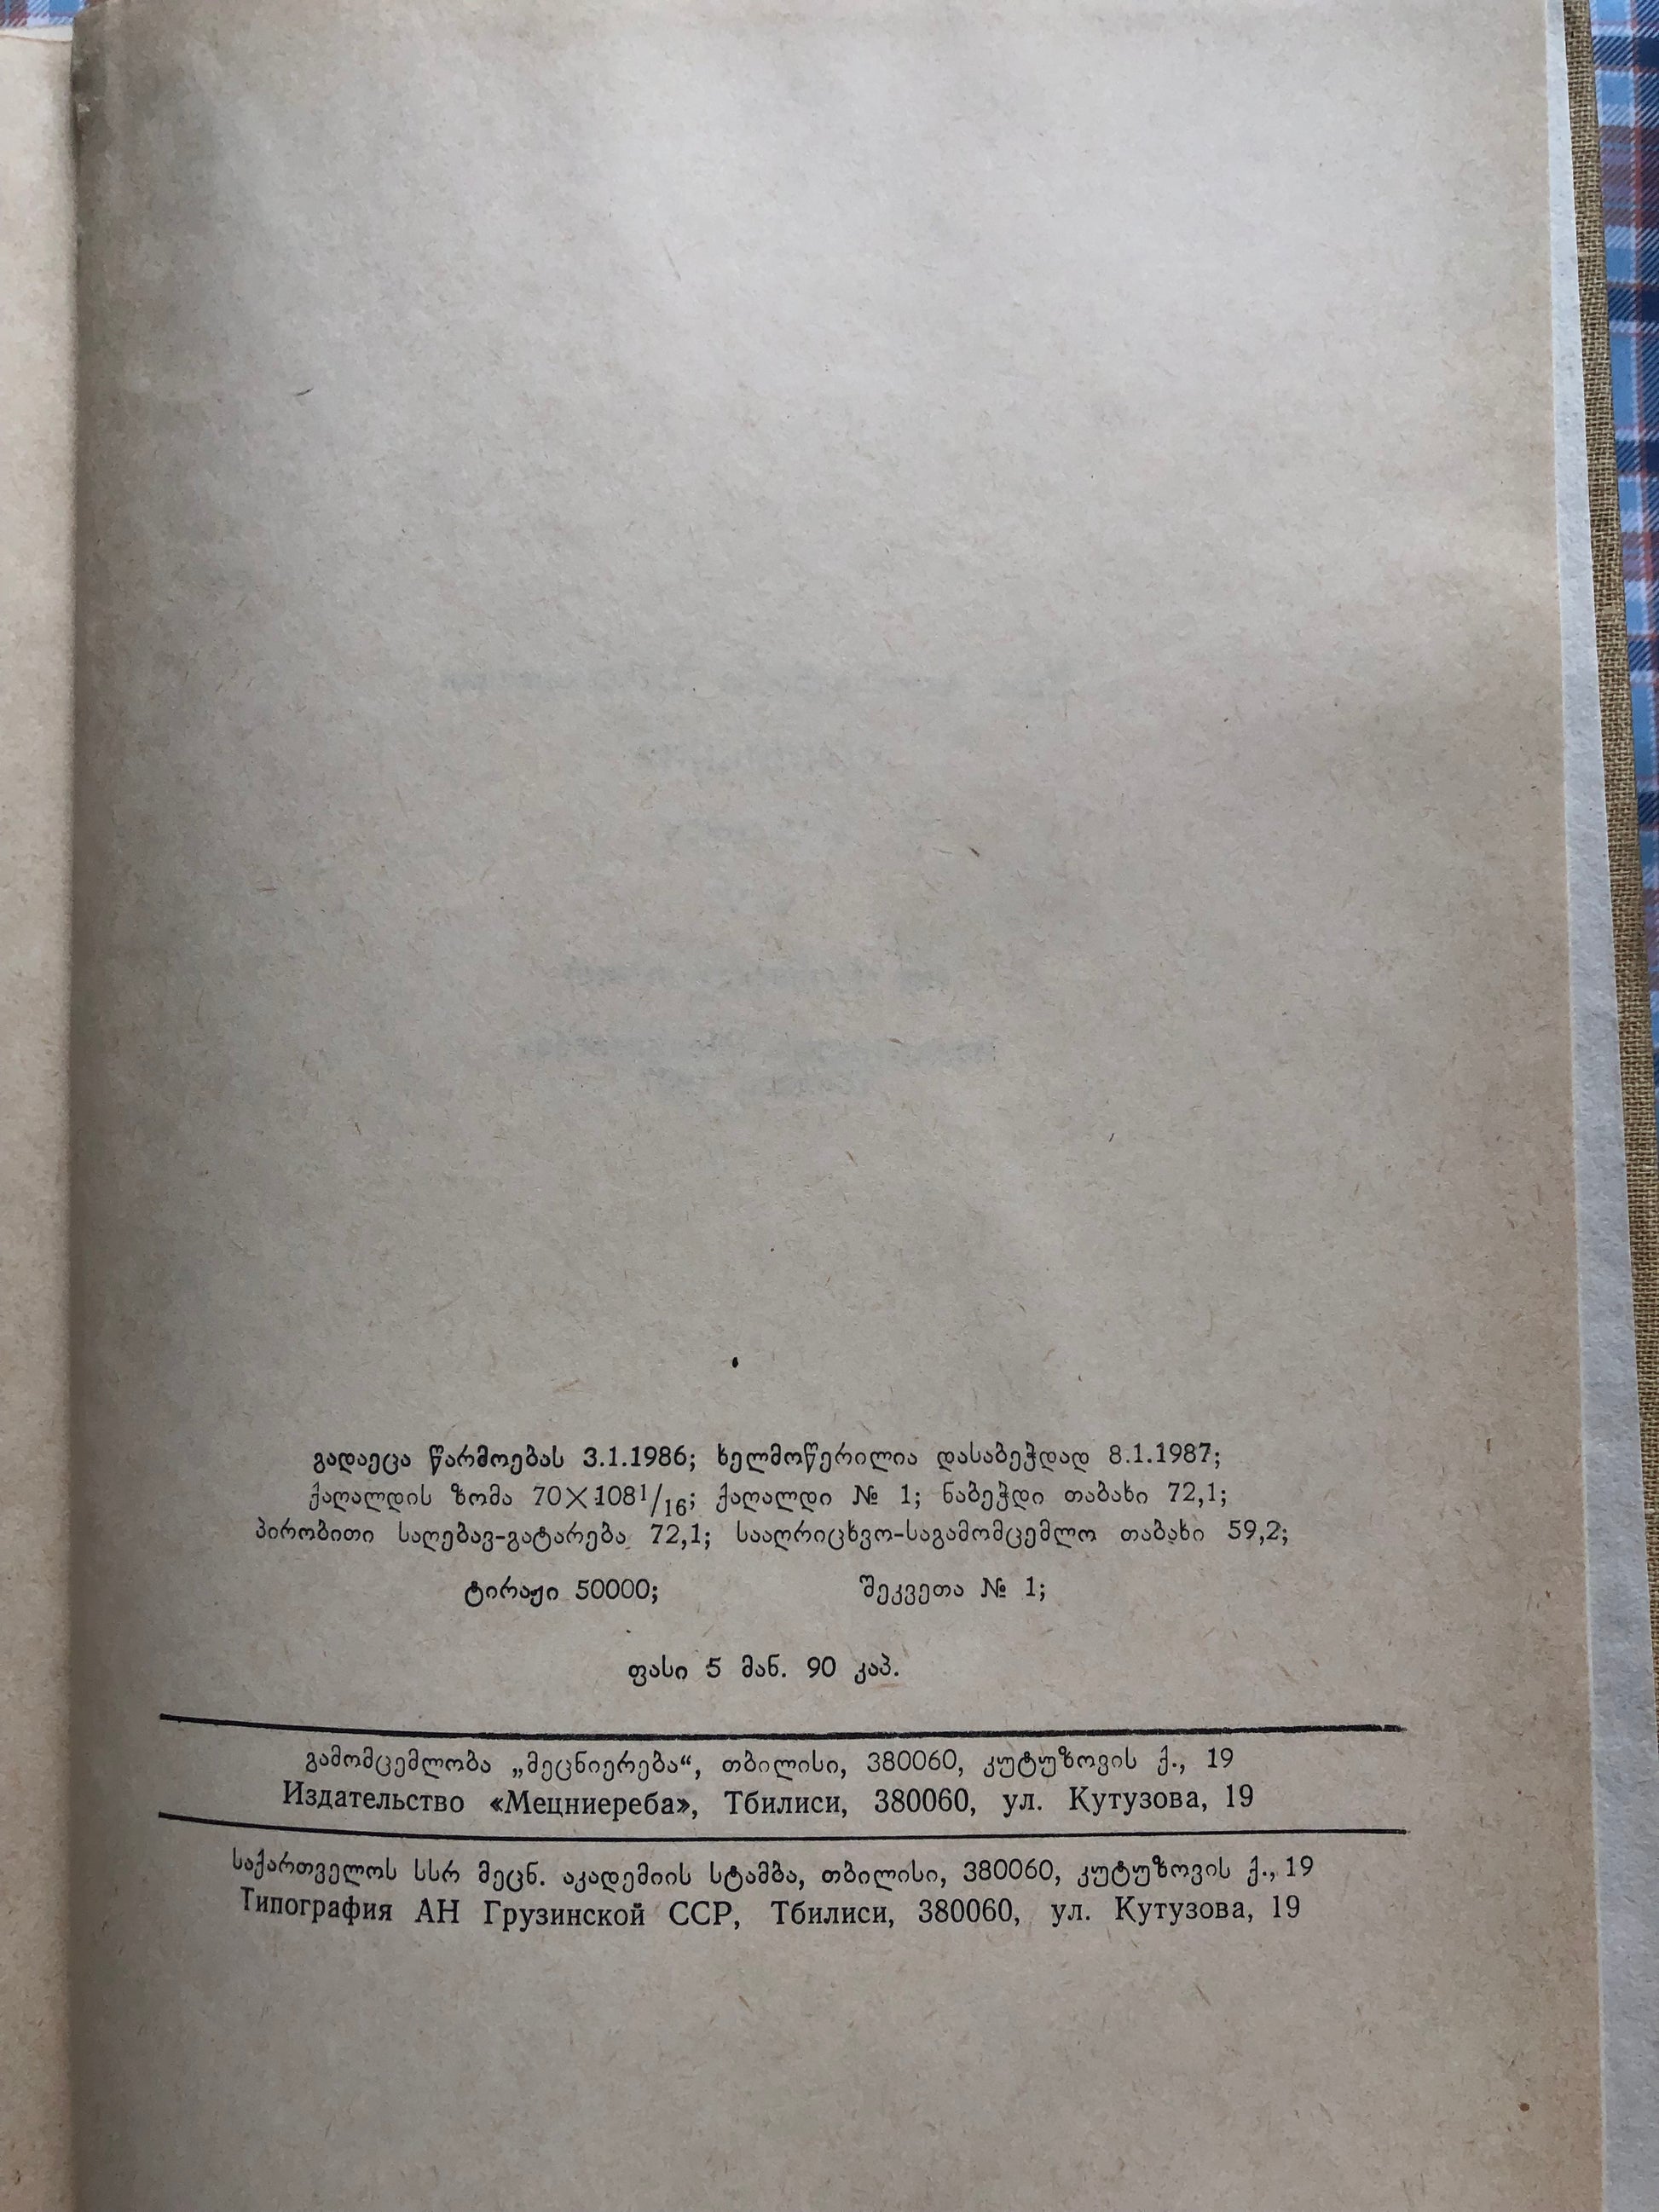 გადაეცა წარმოებას 3.1.1986; ხელმოწერილია დასაბეჭდად 8.1.1987;
ქაღალდის ზომა 70×108¹/₁₆; ქაღალდი № 1; ნაბეჭდი თაბახი 72,1;
პირობითი საღებავ-გატარება 72,1; სააღრიცხვო-საგამომცემლო თაბახი 59,2;
ტირაჟი 50000; შეკვეთა № 1;
ფასი 5 მან. 90 კაპ.
გამომცემლობა „მეცნიერება“, თბილისი, 380060, კუტუზოვის ქ., 19
Издательство «Мецниереба», Тбилиси, 380060, ул. Кутузова, 19
საქართველოს სსრ მეცნ. აკადემიის სტამბა, თბილისი, 380060, კუტუზოვის ქ., 19
Типография АН Грузинской ССР, Тбилиси, 380060, ул. Кутузова, 19